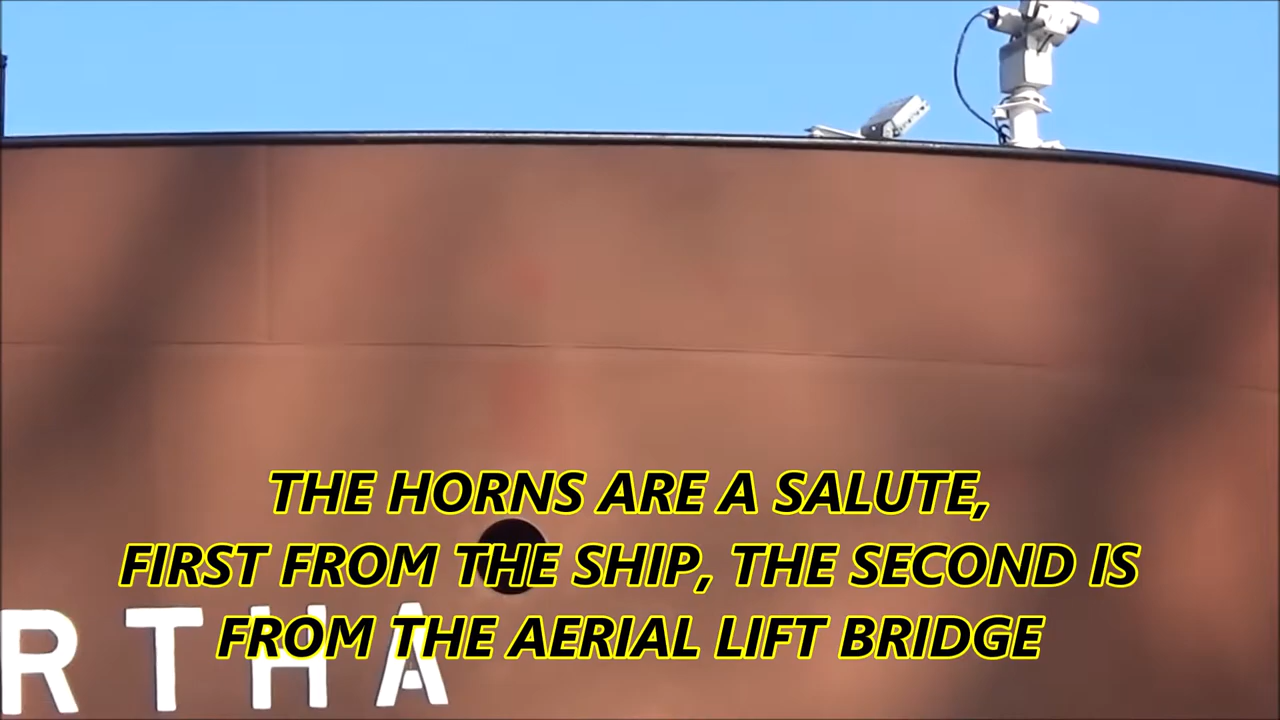 THE HORNS ARE A SALUTE,
FIRST FROM THE SHIP, THE SECOND IS
FROM THE AERIAL LIFT BRIDGE
RTHA